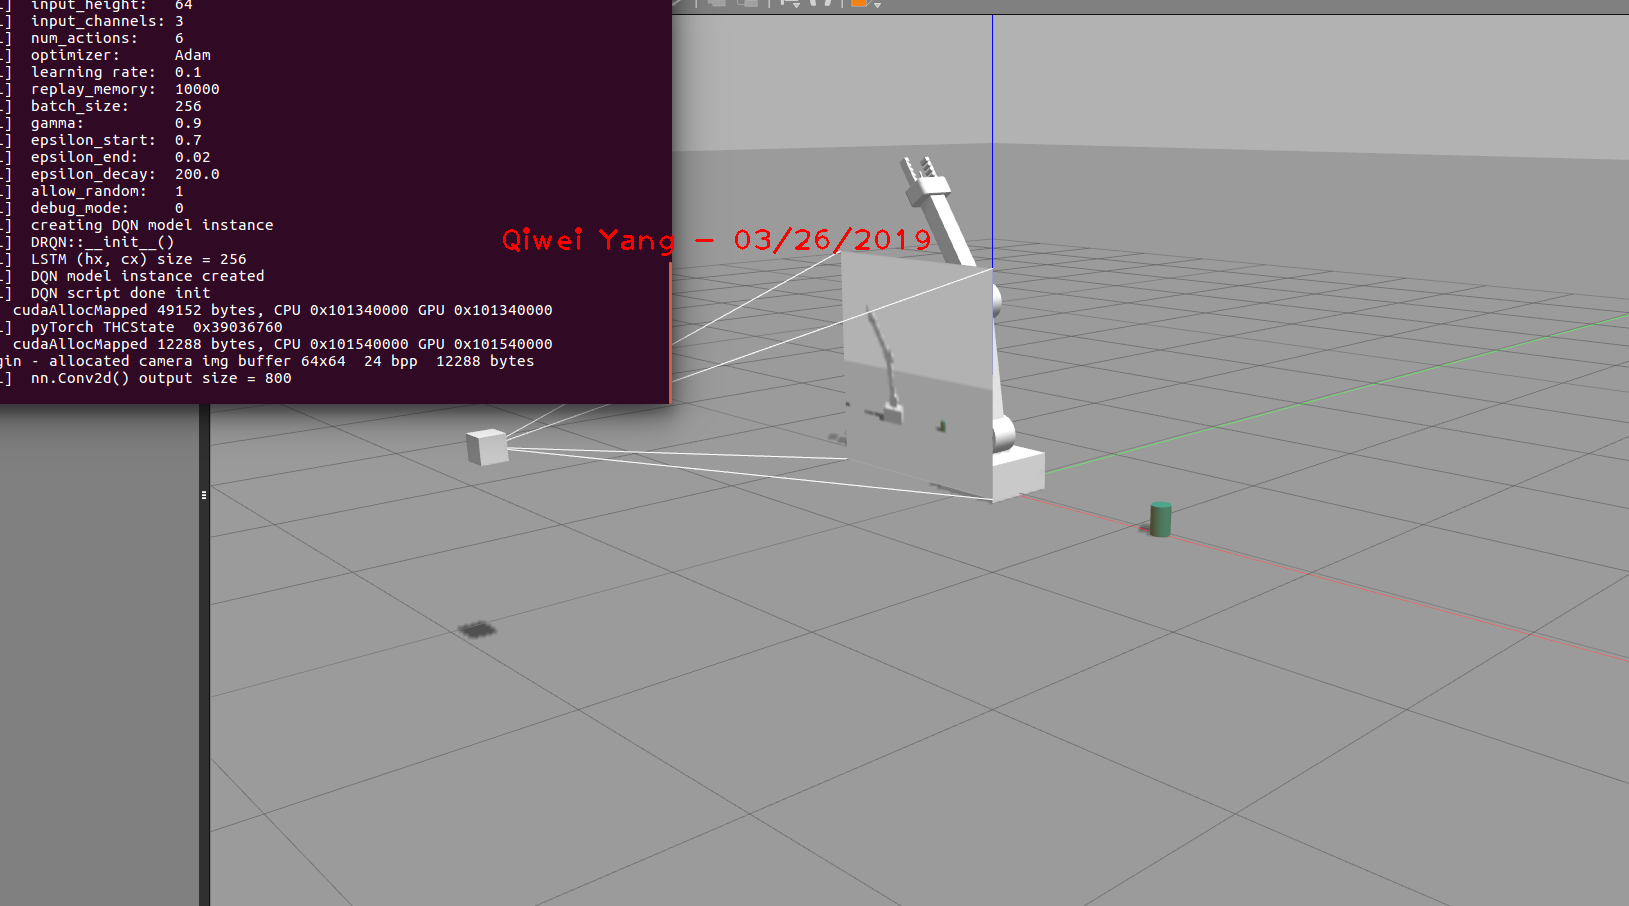 input_height:   64
input_channels: 3
num_actions:    6
optimizer:      Adam
learning rate:  0.1
replay_memory:  10000
batch_size:     256
gamma:          0.9
epsilon_start:  0.7
epsilon_end:    0.02
epsilon_decay:  200.0
allow_random:   1
debug_mode:     0
creating DQN model instance
DRQN::__init__()
LSTM (hx, cx) size = 256
DQN model instance created
DQN script done init
cudaAllocMapped 49152 bytes, CPU 0x101340000 GPU 0x101340000
pyTorch THCState  0x39036760
cudaAllocMapped 12288 bytes, CPU 0x101540000 GPU 0x101540000
gin - allocated camera img buffer 64x64  24 bpp  12288 bytes
nn.Conv2d() output size = 800
Qiwei Yang - 03/26/2019